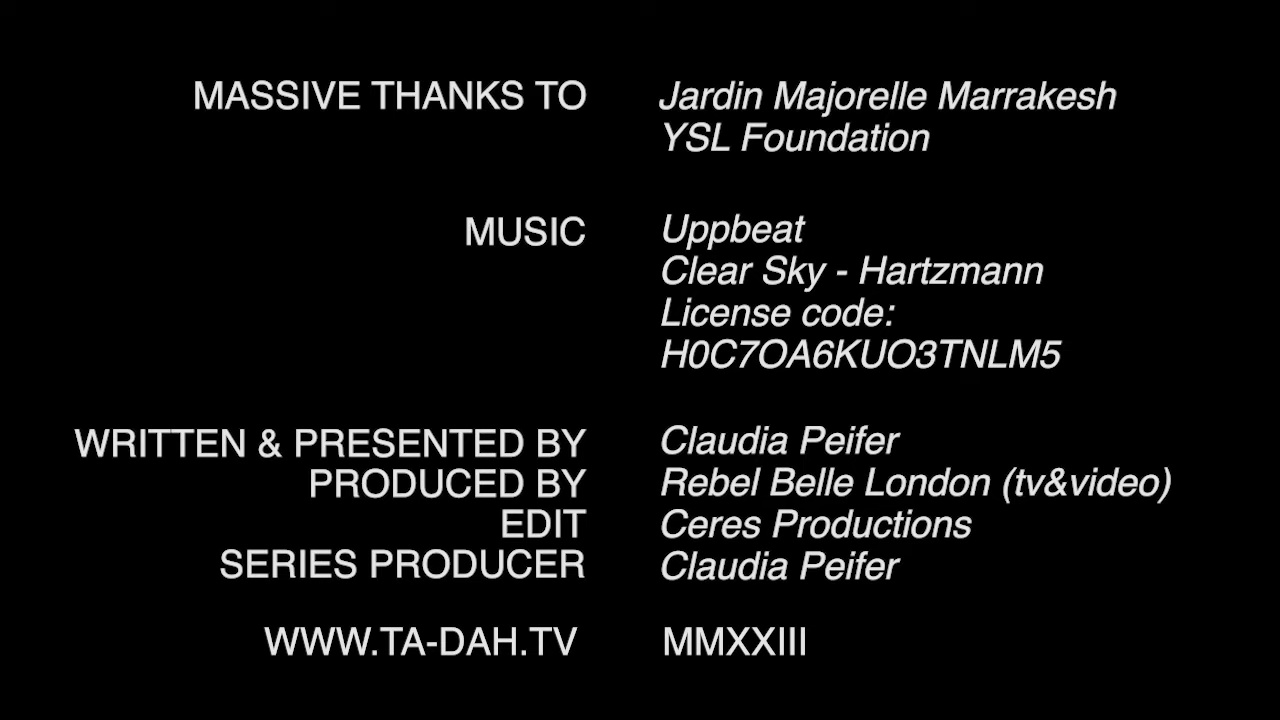 MASSIVE THANKS TO Jardin Majorelle Marrakesh
YSL Foundation
MUSIC Uppbeat
Clear Sky - Hartzmann
License code:
H0C7OA6KUO3TNLM5
WRITTEN & PRESENTED BY Claudia Peifer
PRODUCED BY Rebel Belle London (tv&video)
EDIT Ceres Productions
SERIES PRODUCER Claudia Peifer
WWW.TA-DAH.TV MMXXIII